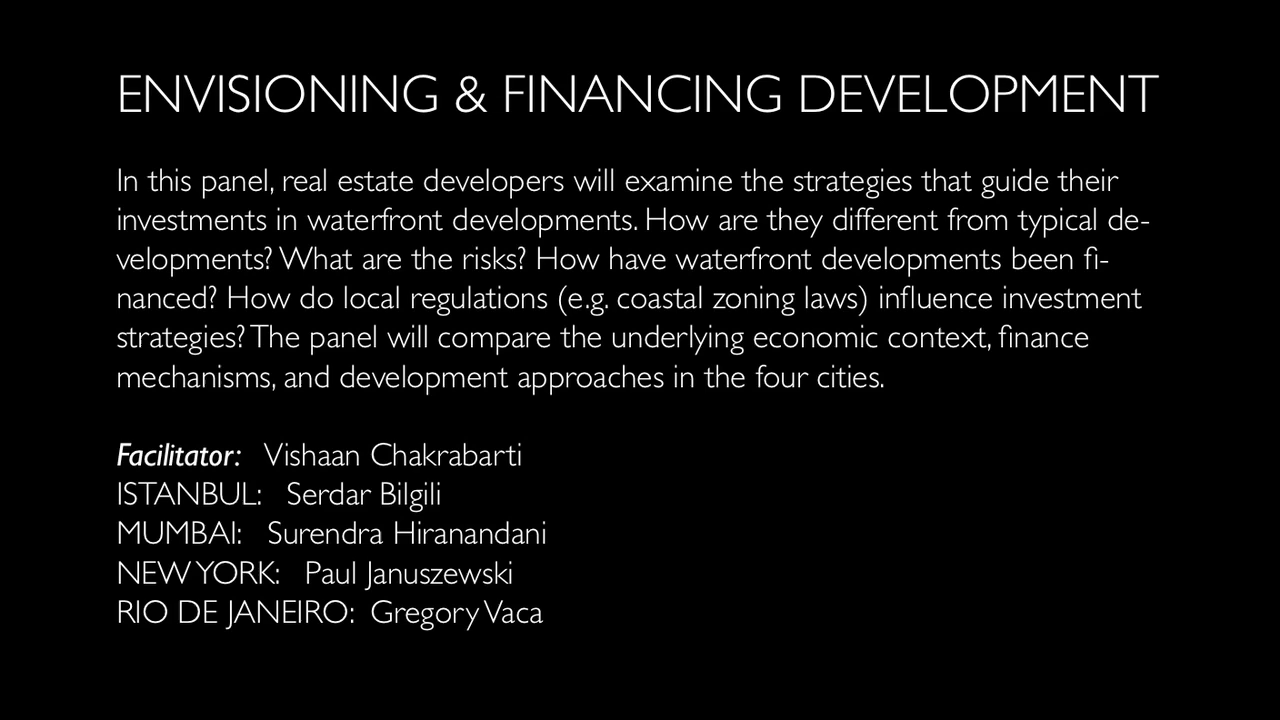 ENVISIONING & FINANCING DEVELOPMENT
In this panel, real estate developers will examine the strategies that guide their
investments in waterfront developments. How are they different from typical de-
velopments? What are the risks? How have waterfront developments been fi-
nanced? How do local regulations (e.g. coastal zoning laws) influence investment
strategies? The panel will compare the underlying economic context, finance
mechanisms, and development approaches in the four cities.
Facilitator: Vishaan Chakrabarti
ISTANBUL: Serdar Bilgili
MUMBAI: Surendra Hiranandani
NEW YORK: Paul Januszewski
RIO DE JANEIRO: Gregory Vaca